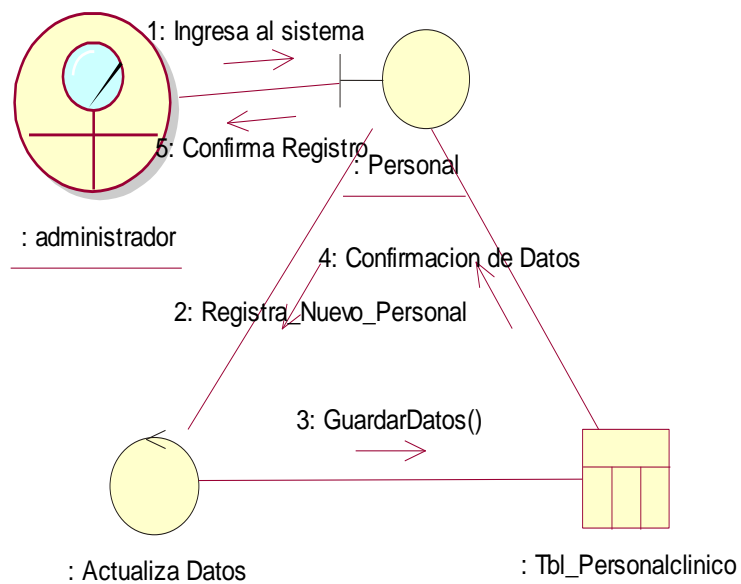 1: Ingresa al sistema
5: Confirma Registro
: Personal
: administrador
4: Confirmacion de Datos
2: Registra_Nuevo_Personal
3: GuardarDatos()
: Actualiza Datos
: Tbl_Personalclinico